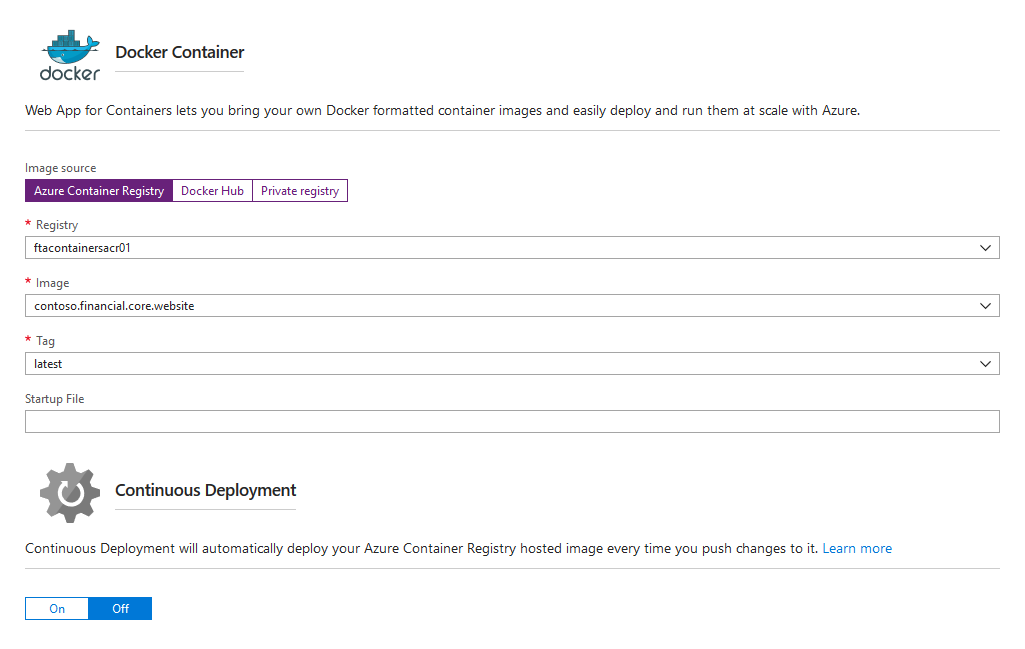 docker
Docker Container
Web App for Containers lets you bring your own Docker formatted container images and easily deploy and run them at scale with Azure.
Image source
Azure Container Registry Docker Hub Private registry
* Registry
ftacontainersacr01
* Image
contoso.financial.core.website
* Tag
latest
Startup File
Continuous Deployment
Continuous Deployment will automatically deploy your Azure Container Registry hosted image every time you push changes to it. Learn more
On Off